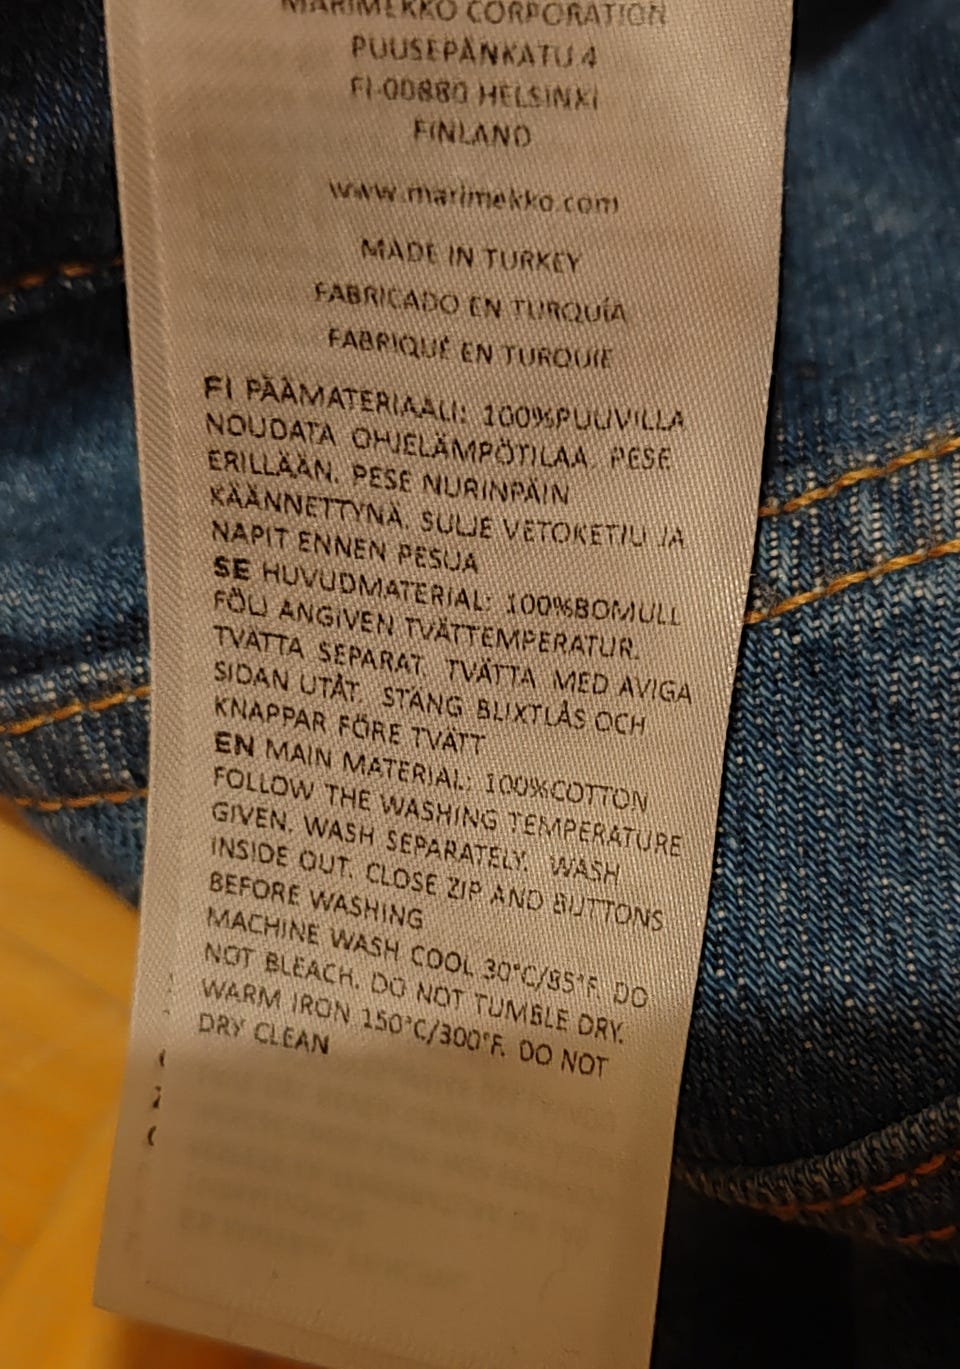 MARIMEKKO CORPORATION
PUUSEPÄNKATU 4
FI-00880 HELSINKI
FINLAND
www.marimekko.com
MADE IN TURKEY
FABRICADO EN TURQUÍA
FABRIQUÉ EN TURQUIE
FI PÄÄMATERIAALI: 100%PUUVILLA
NOUDATA OHJELÄMPÖTILAA. PESE
ERILLÄÄN. PESE NURINPÄIN
KÄÄNNETTYNÄ. SULJE VETOKETJU JA
NAPIT ENNEN PESUA
SE HUVUDMATERIAL: 100%BOMULL
FÖLJ ANGIVEN TVÄTTEMPERATUR.
TVÄTTA SEPARAT. TVÄTTA MED AVIGA
SIDAN UTÅT. STÄNG BLIXTLÅS OCH
KNAPPAR FÖRE TVÄTT
EN MAIN MATERIAL: 100%COTTON
FOLLOW THE WASHING TEMPERATURE
GIVEN. WASH SEPARATELY. WASH
INSIDE OUT. CLOSE ZIP AND BUTTONS
BEFORE WASHING
MACHINE WASH COOL 30°C/85°F. DO
NOT BLEACH. DO NOT TUMBLE DRY.
WARM IRON 150°C/300°F. DO NOT
DRY CLEAN